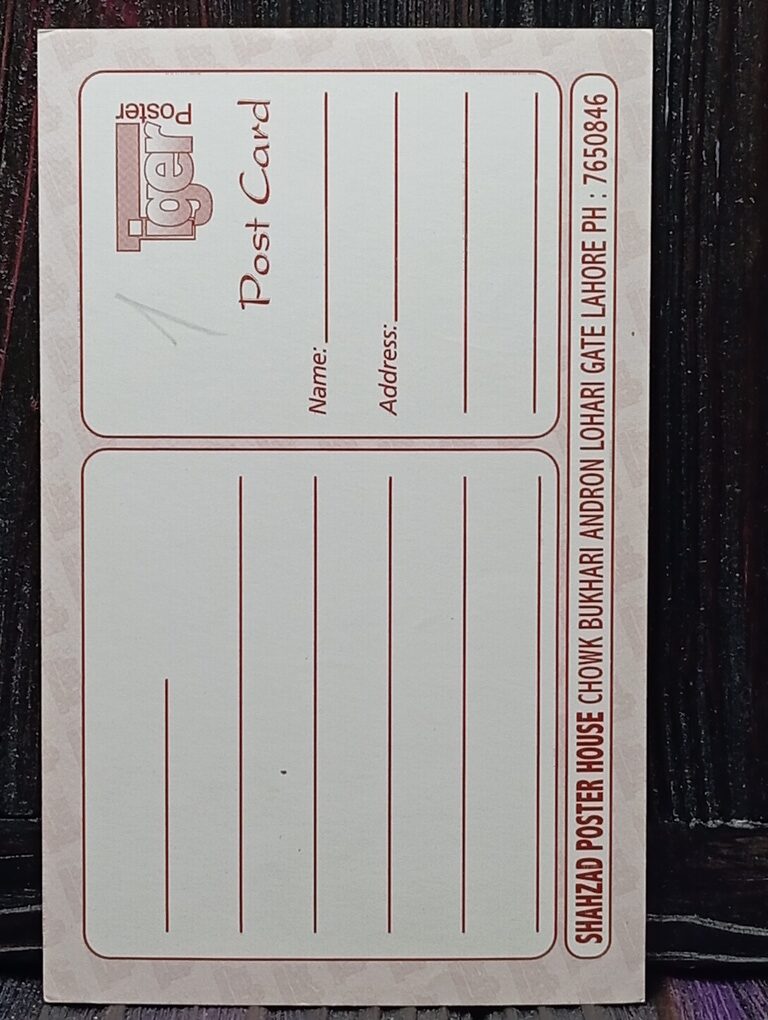 Tiger
Poster
Post Card
Name:
Address:
SHAHZAD POSTER HOUSE CHOWK BUKHARI ANDRON LOHARI GATE LAHORE PH : 7650846